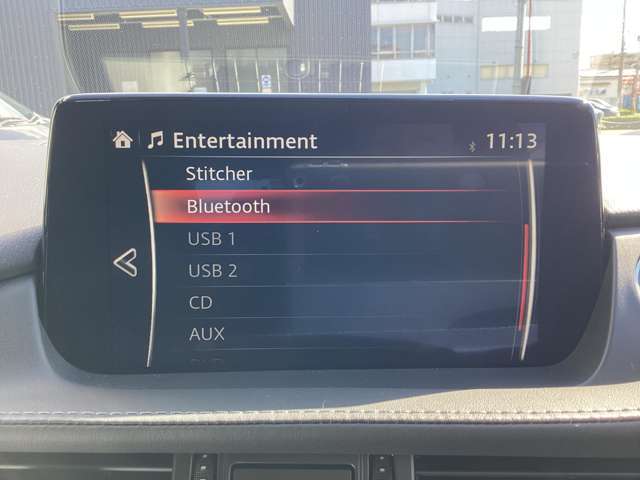 Entertainment 11:13
Stitcher
Bluetooth
USB 1
USB 2
CD
AUX